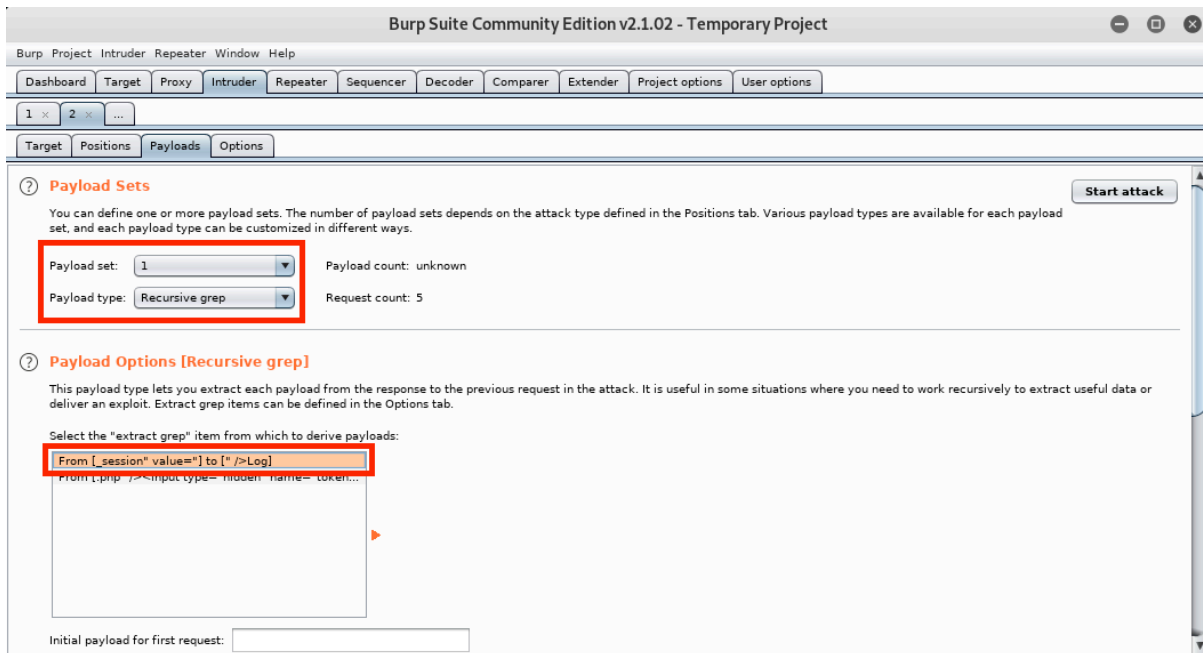 Burp Suite Community Edition v2.1.02 - Temporary Project
Burp Project Intruder Repeater Window Help
Dashboard Target Proxy Intruder Repeater Sequencer Decoder Comparer Extender Project options User options
1 × 2 × ...
Target Positions Payloads Options
? Payload Sets
Start attack
You can define one or more payload sets. The number of payload sets depends on the attack type defined in the Positions tab. Various payload types are available for each payload
set, and each payload type can be customized in different ways.
Payload set: 1 Payload count: unknown
Payload type: Recursive grep Request count: 5
? Payload Options [Recursive grep]
This payload type lets you extract each payload from the response to the previous request in the attack. It is useful in some situations where you need to work recursively to extract useful data or
deliver an exploit. Extract grep items can be defined in the Options tab.
Select the "extract grep" item from which to derive payloads:
From [_session" value="] to [" />Log]
From [.php" /><input type="hidden" name="token...
Initial payload for first request: